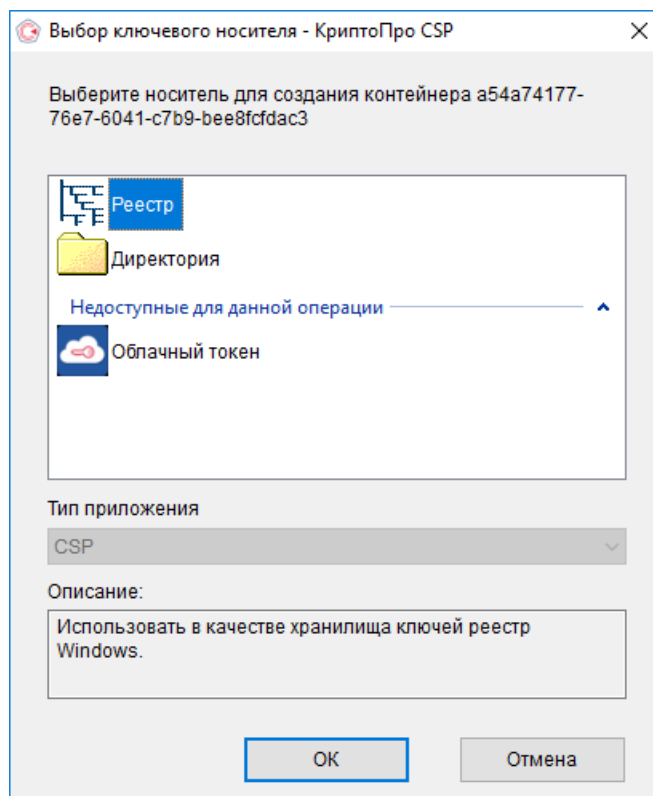 Выбор ключевого носителя - КриптоПро CSP
Выберите носитель для создания контейнера a54a74177-
76e7-6041-c7b9-bee8fcfdac3
Реестр
Директория
Недоступные для данной операции
Облачный токен
Тип приложения
CSP
Описание:
Использовать в качестве хранилища ключей реестр
Windows.
ОК
Отмена